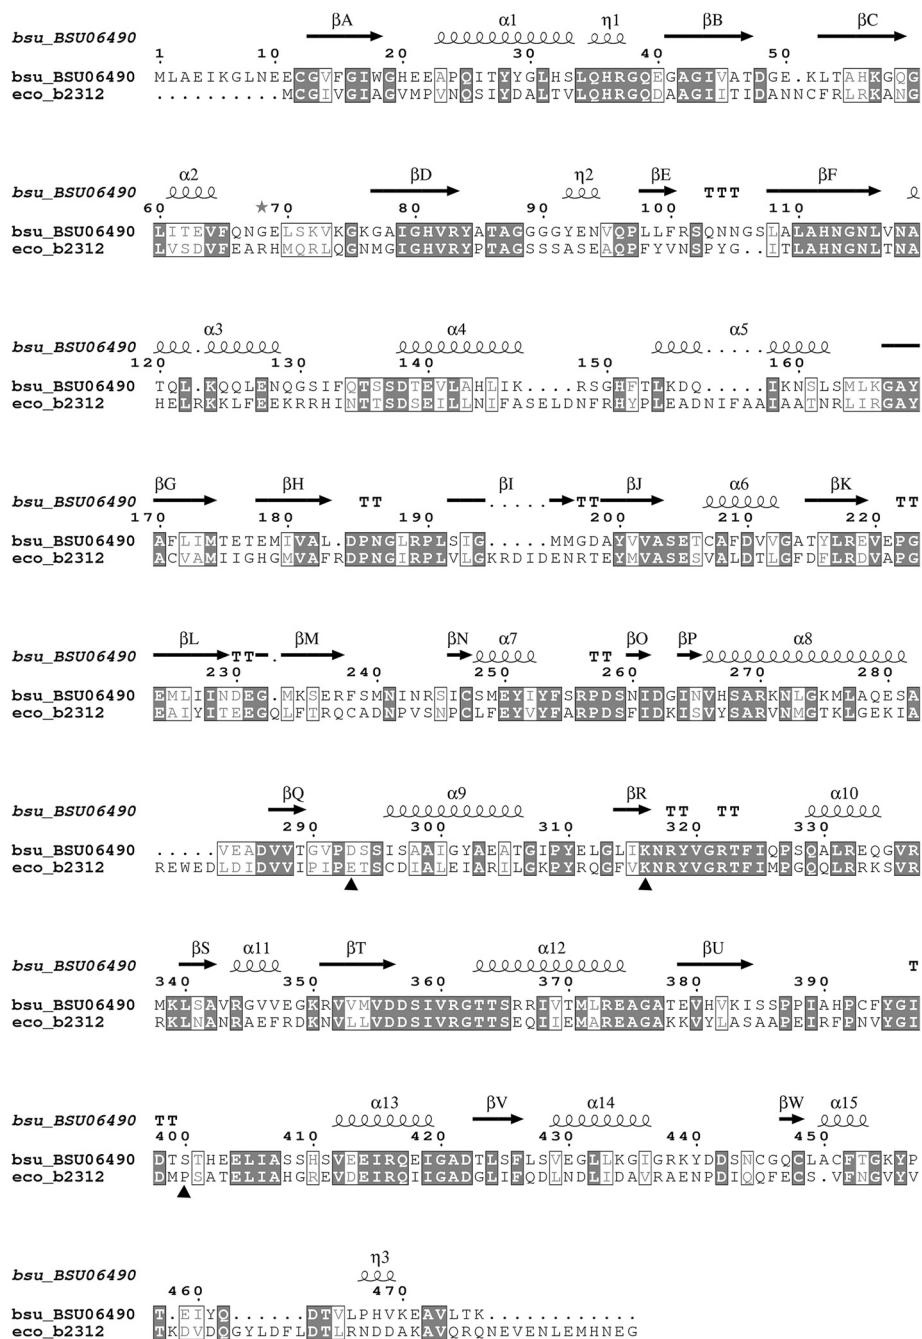 βA α1 η1 βB βC
bsu_BSU06490
1 10 20 30 40 50
bsu_BSU06490 MLAEIKGLNEECGVFGIWGHEEAPQITYYGLHSLQHRGQEGAGIVATDGE.KLTAHKGQG
eco_b2312 ..........MCGIVGIAGVMPVNQSIYDALTVLQHRGQDAAGIITIDANNCFRLRKANG
α2 βD η2 βE TTT βF
bsu_BSU06490
60 70 80 90 100 110
bsu_BSU06490 LITEVFQNGELSKVKGKGAIGHVRYATAGGGGYENVQPLLFRSQNNGSLALAHNGNLVNA
eco_b2312 LVSDVFEARHMQRLQGNMGIGHVRYPTAGSSSASEAQPFYVNSPYG..ITLAHNGNLTNA
α3 α4 α5
bsu_BSU06490 . .....
120 130 140 150 160
bsu_BSU06490 TQL.KQQLENQGSIFQTSSDTEVLAHLIK....RSGHFTLKDQ.....IKNSLSMLKGAY
eco_b2312 HELRKKLFEEKRRHINTTSDSEILLNIFASELDNFRHYPLEADNIFAAIAATNRLIRGAY
βG βH TT βI TT βJ α6 βK TT
bsu_BSU06490 .....
170 180 190 200 210 220
bsu_BSU06490 AFLIMTETEMIVAL.DPNGLRPLSIG.....MMGDAYVVASETCAFDVVGATYLREVEPG
eco_b2312 ACVAMIIGHGMVAFRDPNGIRPLVLGKRDIDENRTEYMVASESVALDTLGFDFLRDVAPG
βL TT βM βN α7 TT βO βP α8
bsu_BSU06490 .
230 240 250 260 270 280
bsu_BSU06490 EMLIINDEG.MKSERFSMNINRSICSMEYIYFSRPDSNIDGINVHSARKNLGKMLAQESA
eco_b2312 EAIYITEEGQLFTRQCADNPVSNPCLFEYVYFARPDSFIDKISVYSARVNMGTKLGEKIA
βQ α9 βR TT TT α10
bsu_BSU06490
290 300 310 320 330
bsu_BSU06490 .....VEADVVTGVPDSSISAAIGYAEATGIPYELGLIKNRYVGRTFIQPSQALREQGVR
eco_b2312 REWEDLDIDVVIPIPETSCDIALEIARILGKPYRQGFVKNRYVGRTFIMPGQQLRRKSVR
βS α11 βT α12 βU T
bsu_BSU06490
340 350 360 370 380 390
bsu_BSU06490 MKLSAVRGVVEGKRVVMVDDSIVRGTTSRRIVTMLREAGATEVHVKISSPPIAHPCFYGI
eco_b2312 RKLNANRAEFRDKNVLLVDDSIVRGTTSEQIIEMAREAGAKKVYLASAAPEIRFPNVYGI
TT α13 βV α14 βW α15
bsu_BSU06490
400 410 420 430 440 450
bsu_BSU06490 DTSTHEELIASSHSVEEIRQEIGADTLSFLSVEGLLKGIGRKYDDSNCGQCLACFTGKYP
eco_b2312 DMPSATELIAHGREVDEIRQIIGADGLIFQDLNDLIDAVRAENPDIQQFECS.VFNGVYV
η3
bsu_BSU06490
460 470
bsu_BSU06490 T.EIYQ......DTVLPHVKEAVLTK............
eco_b2312 TKDVDQGYLDFLDTLRNDDAKAVQRQNEVENLEMHNEG